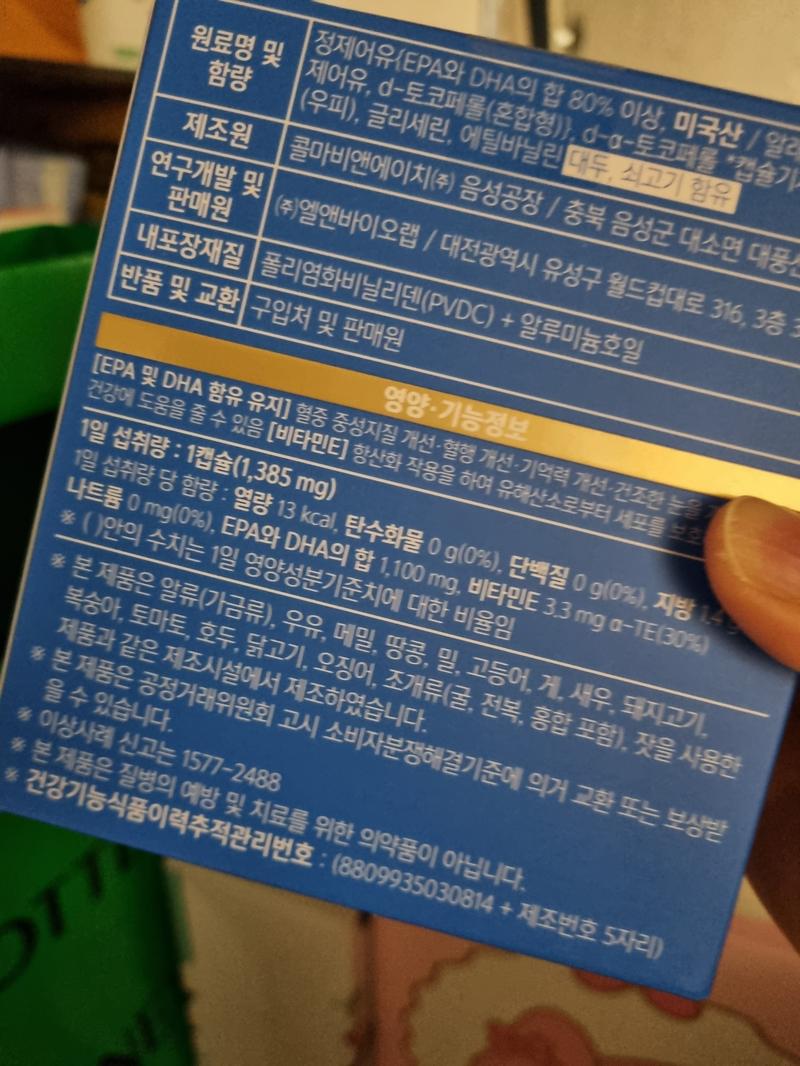 원료명 및
함량
정제어유{EPA와 DHA의 합 80% 이상, 미국산 /
제어유, d-토코페롤(혼합형)}, d-α-토코페롤 *캡슐기
(우피), 글리세린, 에틸바닐린 대두, 쇠고기 함유
제조원
콜마비앤에이치㈜ 음성공장 / 충북 음성군 대소면
연구개발 및
판매원
㈜엘앤바이오랩 / 대전광역시 유성구 월드컵대로 316, 3층
내포장재질
폴리염화비닐리덴(PVDC) + 알루미늄호일
반품 및 교환
구입처 및 판매원
영양·기능정보
[EPA 및 DHA 함유 유지] 혈중 중성지질 개선·혈행 개선·기억력 개선·건조한 눈을
건강에 도움을 줄 수 있음 [비타민E] 항산화 작용을 하여 유해산소로부터 세포를
1일 섭취량 : 1캡슐(1,385 mg)
1일 섭취량 당 함량 : 열량 13 kcal, 탄수화물 0 g(0%), 단백질 0 g(0%), 지방
나트륨 0 mg(0%), EPA와 DHA의 합 1,100 mg, 비타민E 3.3 mg α-TE(30%)
※ ( )안의 수치는 1일 영양성분기준치에 대한 비율임
※ 본 제품은 알류(가금류), 우유, 메밀, 땅콩, 밀, 고등어, 게, 새우, 돼지고기,
복숭아, 토마토, 호두, 닭고기, 오징어, 조개류(굴, 전복, 홍합 포함), 잣을 사용한
제품과 같은 제조시설에서 제조하였습니다.
※ 본 제품은 공정거래위원회 고시 소비자분쟁해결기준에 의거 교환 또는 보상받
을 수 있습니다.
※ 이상사례 신고는 1577-2488
※ 본 제품은 질병의 예방 및 치료를 위한 의약품이 아닙니다.
※ 건강기능식품이력추적관리번호 : (8809935030814 + 제조번호 5자리)